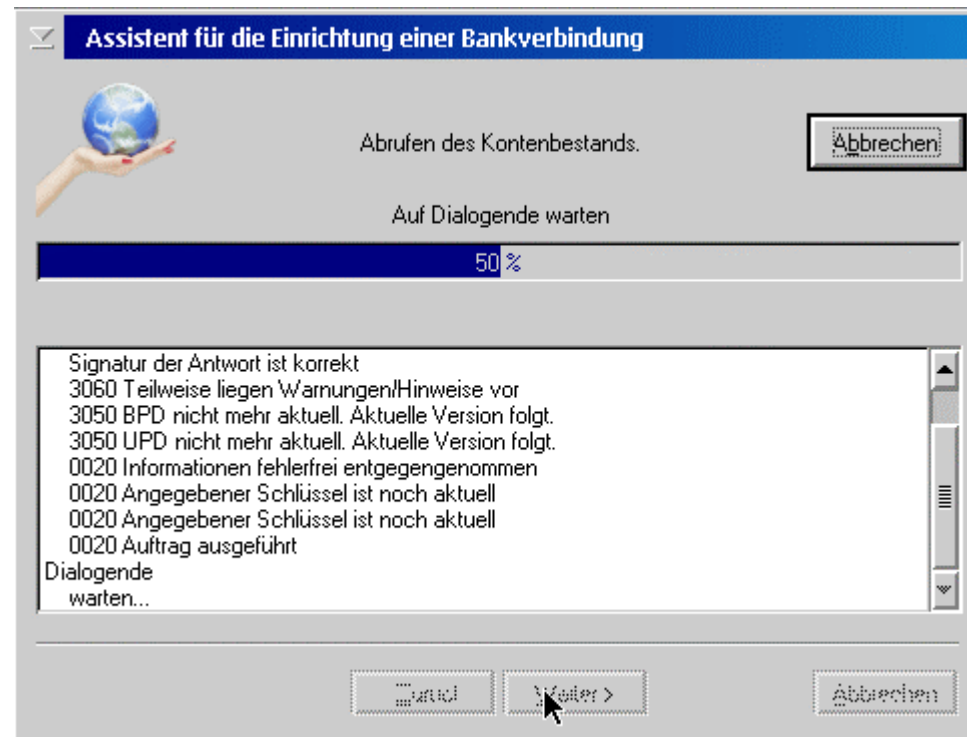 Assistent für die Einrichtung einer Bankverbindung
Abrufen des Kontenbestands.
Abbrechen
Auf Dialogende warten
50 %
Signatur der Antwort ist korrekt
3060 Teilweise liegen Warnungen/Hinweise vor
3050 BPD nicht mehr aktuell. Aktuelle Version folgt.
3050 UPD nicht mehr aktuell. Aktuelle Version folgt.
0020 Informationen fehlerfrei entgegengenommen
0020 Angegebener Schlüssel ist noch aktuell
0020 Angegebener Schlüssel ist noch aktuell
0020 Auftrag ausgeführt
Dialogende
warten...
Zurück
Weiter >
Abbrechen